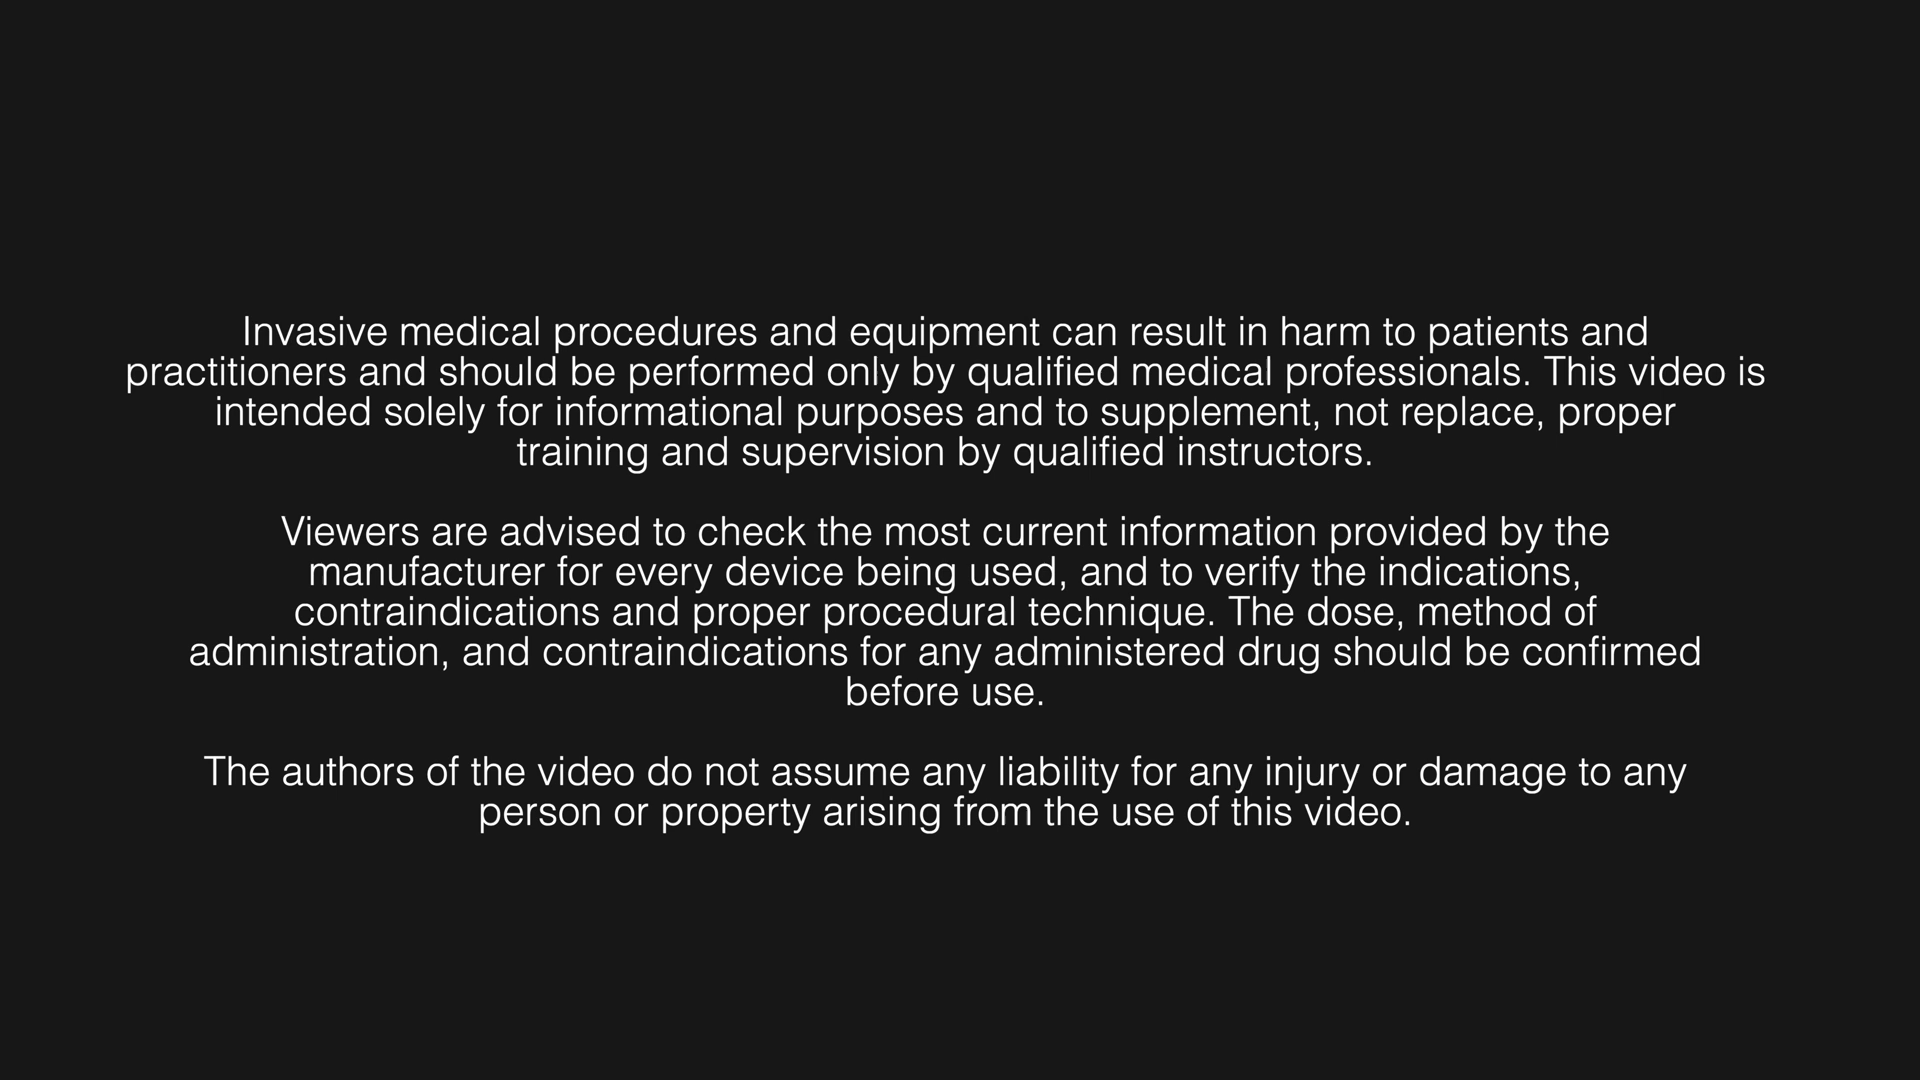 Invasive medical procedures and equipment can result in harm to patients and
practitioners and should be performed only by qualified medical professionals. This video is
intended solely for informational purposes and to supplement, not replace, proper
training and supervision by qualified instructors.
Viewers are advised to check the most current information provided by the
manufacturer for every device being used, and to verify the indications,
contraindications and proper procedural technique. The dose, method of
administration, and contraindications for any administered drug should be confirmed
before use.
The authors of the video do not assume any liability for any injury or damage to any
person or property arising from the use of this video.